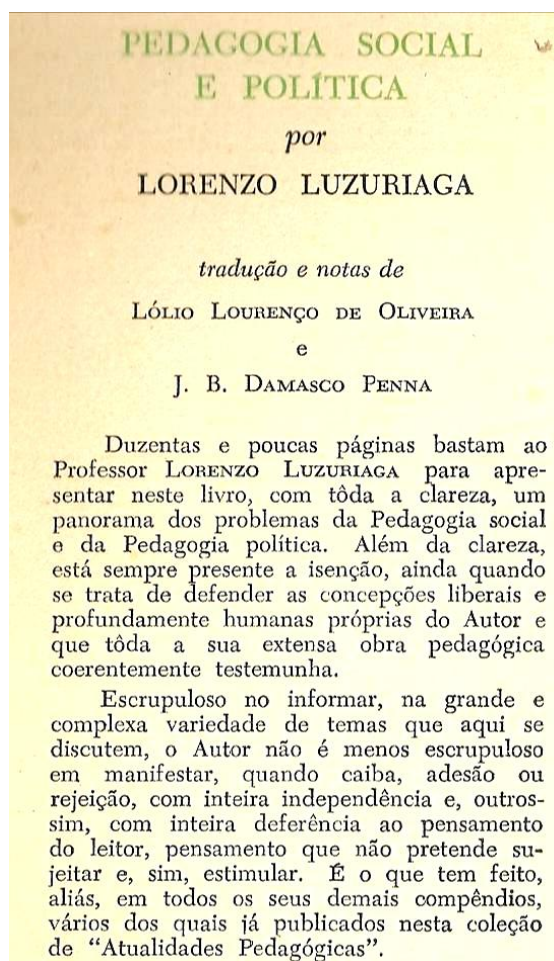 PEDAGOGIA SOCIAL
E POLÍTICA
por
LORENZO LUZURIAGA
tradução e notas de
LÓLIO LOURENÇO DE OLIVEIRA
e
J. B. DAMASCO PENNA
Duzentas e poucas páginas bastam ao
Professor LORENZO LUZURIAGA para apre-
sentar neste livro, com tôda a clareza, um
panorama dos problemas da Pedagogia social
e da Pedagogia política. Além da clareza,
está sempre presente a isenção, ainda quando
se trata de defender as concepções liberais e
profundamente humanas próprias do Autor e
que tôda a sua extensa obra pedagógica
coerentemente testemunha.
Escrupuloso no informar, na grande e
complexa variedade de temas que aqui se
discutem, o Autor não é menos escrupuloso
em manifestar, quando caiba, adesão ou
rejeição, com inteira independência e, outros-
sim, com inteira deferência ao pensamento
do leitor, pensamento que não pretende su-
jeitar e, sim, estimular. É o que tem feito,
aliás, em todos os seus demais compêndios,
vários dos quais já publicados nesta coleção
de “Atualidades Pedagógicas”.